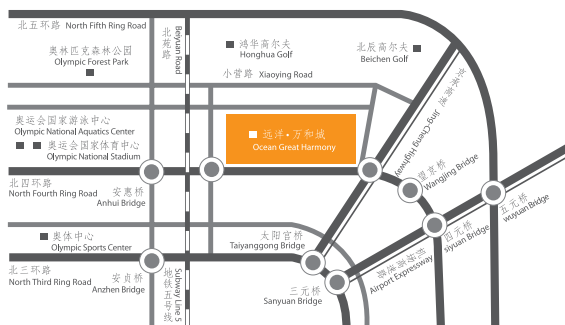 北五环路 North Fifth Ring Road
北苑路
Beiyuan Road
鸿华高尔夫
Honghua Golf
北辰高尔夫
Beichen Golf
奥林匹克森林公园
Olympic Forest Park
小营路 Xiaoying Road
京承高速
Jing-Cheng Highway
奥运会国家游泳中心
Olympic National Aquatics Center
奥运会国家体育中心
Olympic National Stadium
远洋·万和城
Ocean Great Harmony
望京桥
Wangjing Bridge
北四环路
North Fourth Ring Road
安惠桥
Anhui Bridge
五元桥
wuyuan Bridge
四元桥
siyuan Bridge
奥体中心
Olympic Sports Center
太阳宫桥
Taiyanggong Bridge
Airport Expressway
北三环路
North Third Ring Road
安贞桥
Anzhen Bridge
地铁五号线
Subway Line 5
三元桥
Sanyuan Bridge